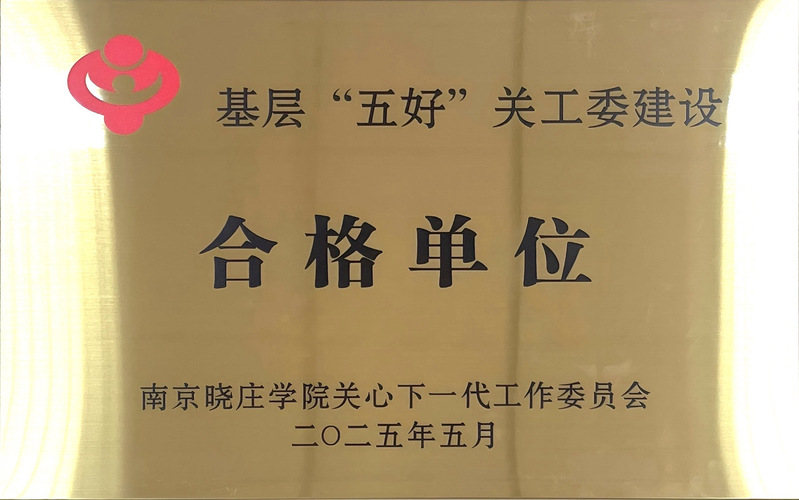 基层“五好”关工委建设
合格单位
南京晓庄学院关心下一代工作委员会
二〇二五年五月